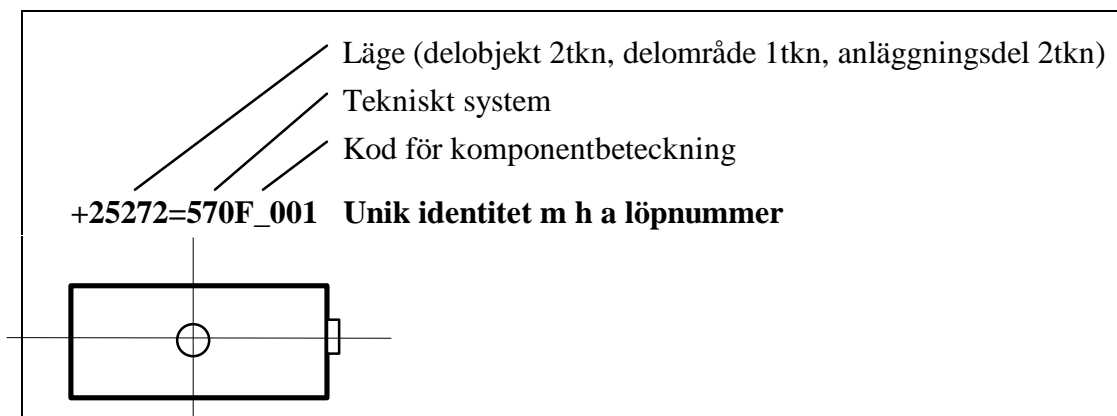 Läge (delobjekt 2tkn, delområde 1tkn, anläggningsdel 2tkn)
Tekniskt system
Kod för komponentbeteckning
+25272=570F_001 Unik identitet m h a löpnummer